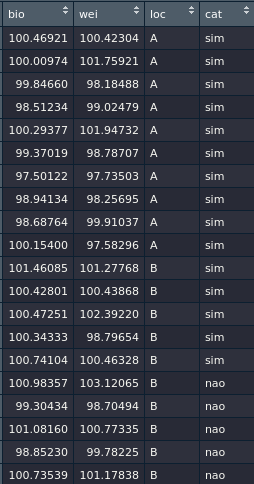 bio wei loc cat
100.46921 100.42304 A sim
100.00974 101.75921 A sim
99.84660 98.18488 A sim
98.51234 99.02479 A sim
100.29377 101.94732 A sim
99.37019 98.78707 A sim
97.50122 97.73503 A sim
98.94134 98.25695 A sim
98.68764 99.91037 A sim
100.15400 97.58296 A sim
101.46085 101.27768 B sim
100.42801 100.43868 B sim
100.47251 102.39220 B sim
100.34333 98.79654 B sim
100.74104 100.46328 B sim
100.98357 103.12065 B nao
99.30434 98.70494 B nao
101.08160 100.77335 B nao
98.85230 99.78225 B nao
100.73539 101.17838 B nao